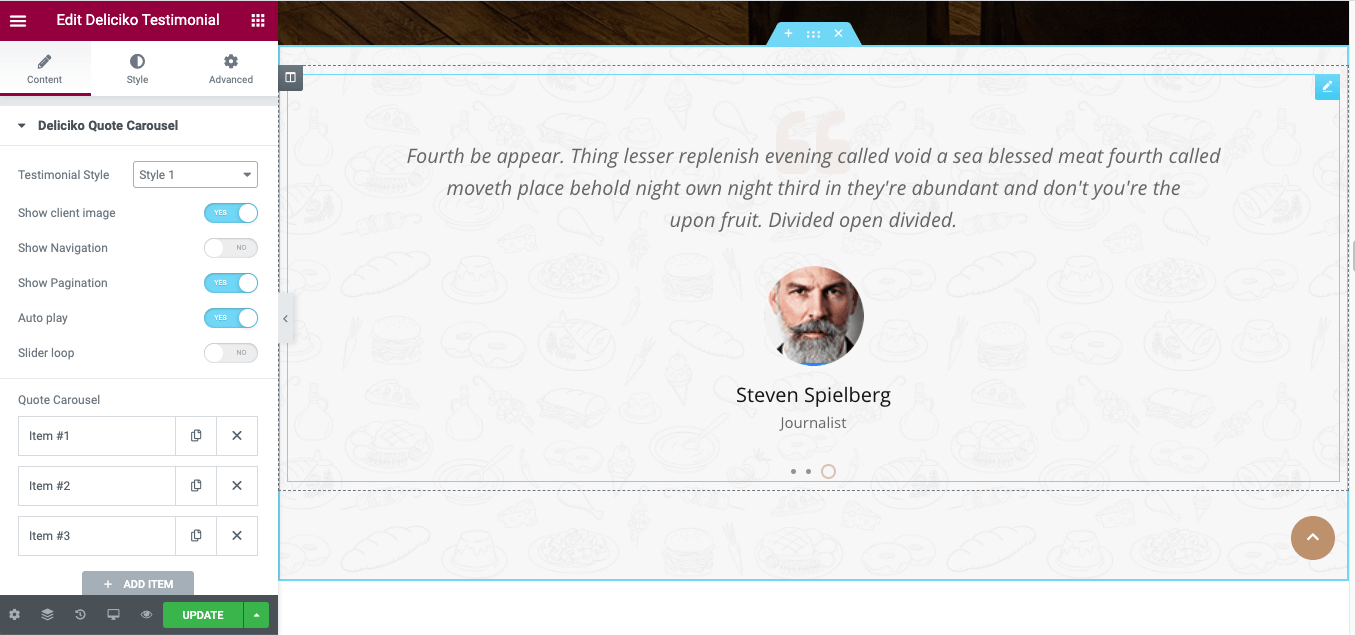 Edit Deliciko Testimonial
Content
Style
Advanced
Deliciko Quote Carousel
Testimonial Style
Style 1
Show client image
YES
Show Navigation
NO
Show Pagination
YES
Auto play
YES
Slider loop
NO
Quote Carousel
Item #1
Item #2
Item #3
+ ADD ITEM
UPDATE
Fourth be appear. Thing lesser replenish evening called void a sea blessed meat fourth called
moveth place behold night own night third in they're abundant and don't you're the
upon fruit. Divided open divided.
Steven Spielberg
Journalist